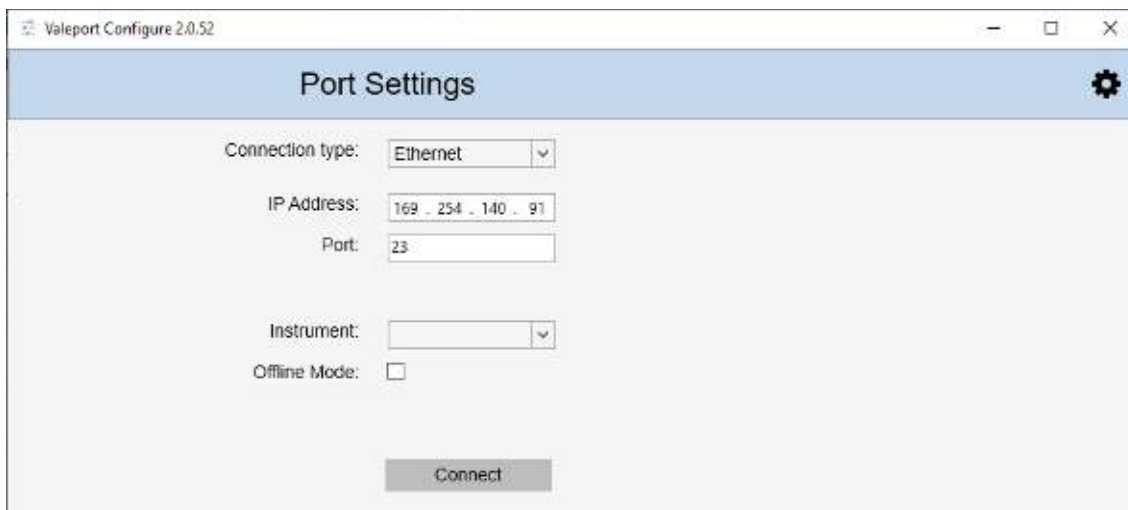 Valeport Configure 2.0.52
Port Settings
Connection type: Ethernet
IP Address: 169 . 254 . 140 . 91
Port: 23
Instrument:
Offline Mode:
Connect